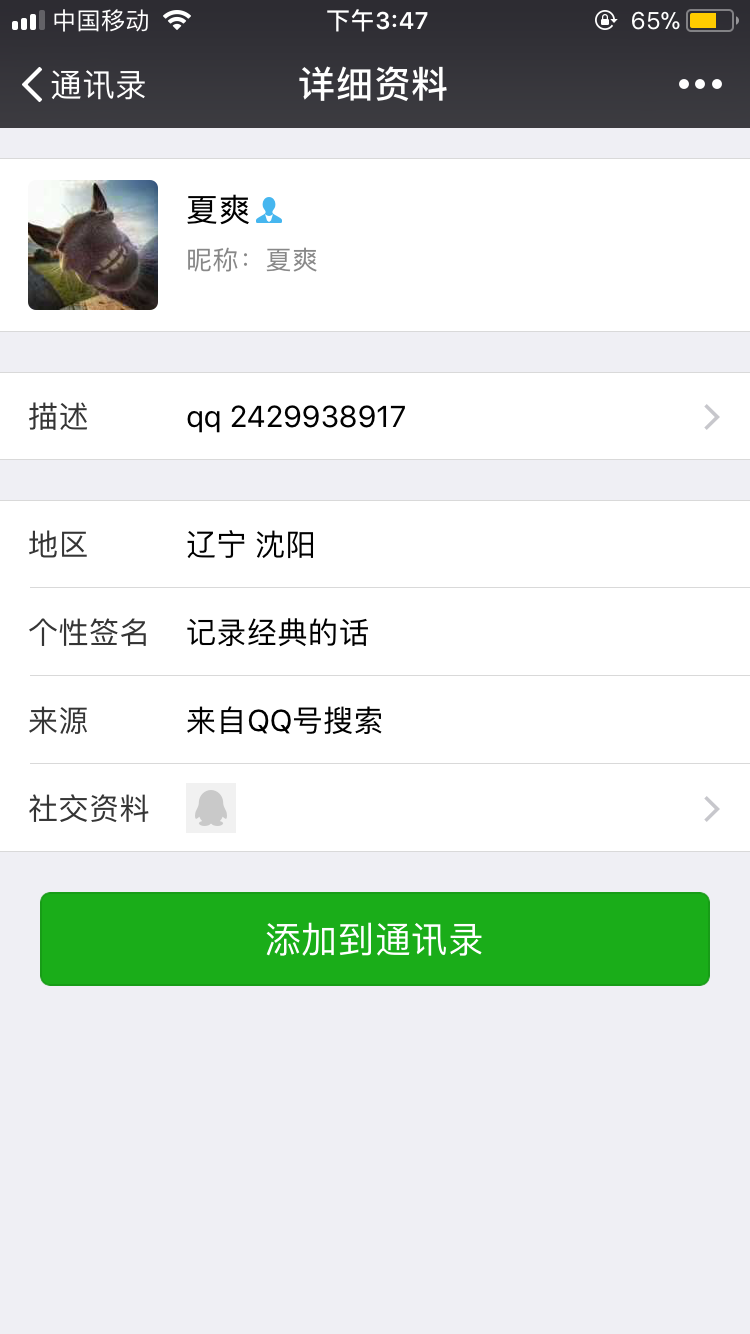 中国移动 下午3:47 65%
通讯录 详细资料
夏爽
昵称：夏爽
描述 qq 2429938917
地区 辽宁 沈阳
个性签名 记录经典的话
来源 来自QQ号搜索
社交资料
添加到通讯录